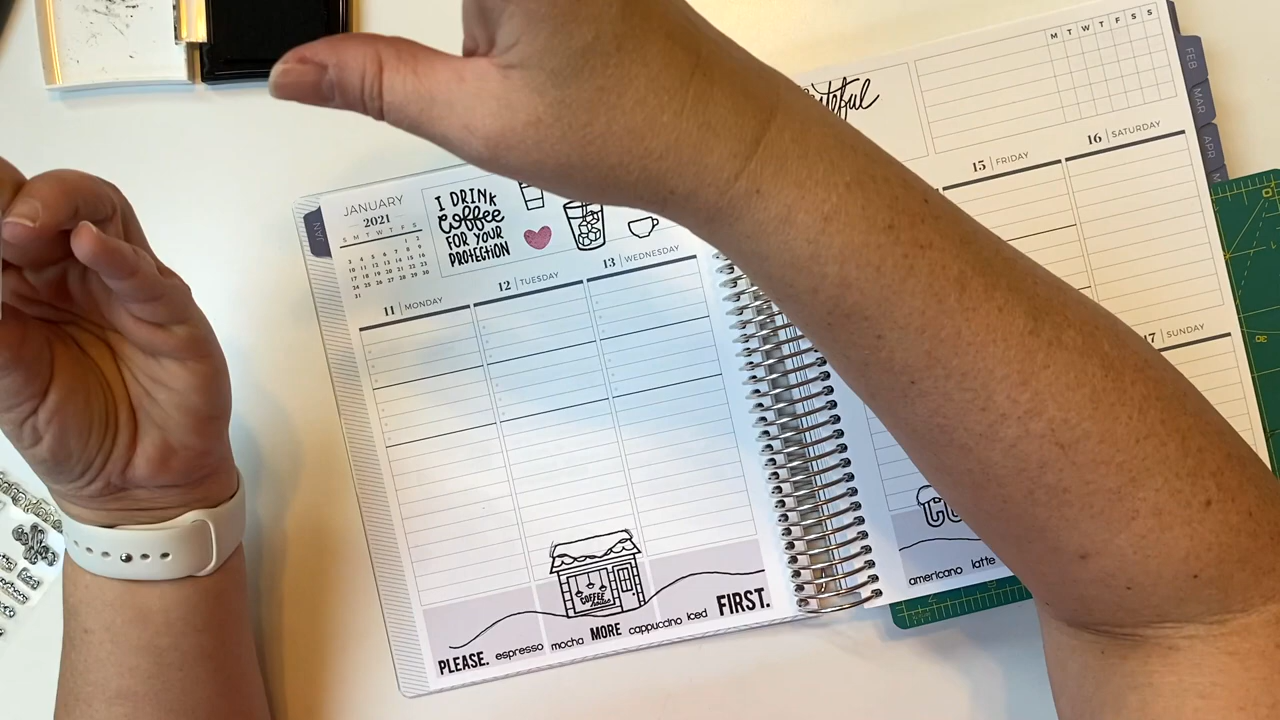 JANUARY
2021
S M T W T F S
1 2
3 4 5 6 7 8 9
10 11 12 13 14 15 16
17 18 19 20 21 22 23
24 25 26 27 28 29 30
31
JAN
I DRINK
Coffee
FOR YOUR
PROTECTION
11 | MONDAY
12 | TUESDAY
13 | WEDNESDAY
COFFEE
PLEASE. espresso mocha MORE cappuccino iced FIRST.
M T W T F S S
15 | FRIDAY
16 | SATURDAY
17 | SUNDAY
americano latte
FEB
MAR
APR